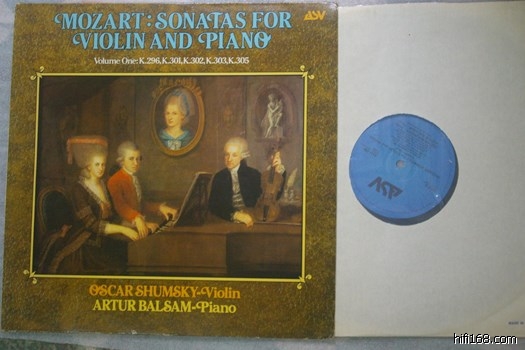 MOZART: SONATAS FOR
VIOLIN AND PIANO
ASV
Volume One: K.296, K.301, K.302, K.303, K.305
OSCAR SHUMSKY-Violin
ARTUR BALSAM-Piano
ASV
hifi168.com